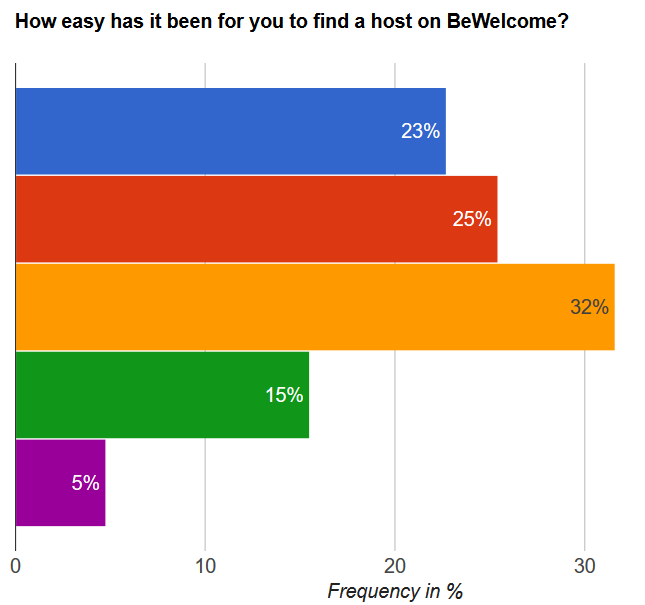 How easy has it been for you to find a host on BeWelcome?
23%
25%
32%
15%
5%
0 10 20 30
Frequency in %